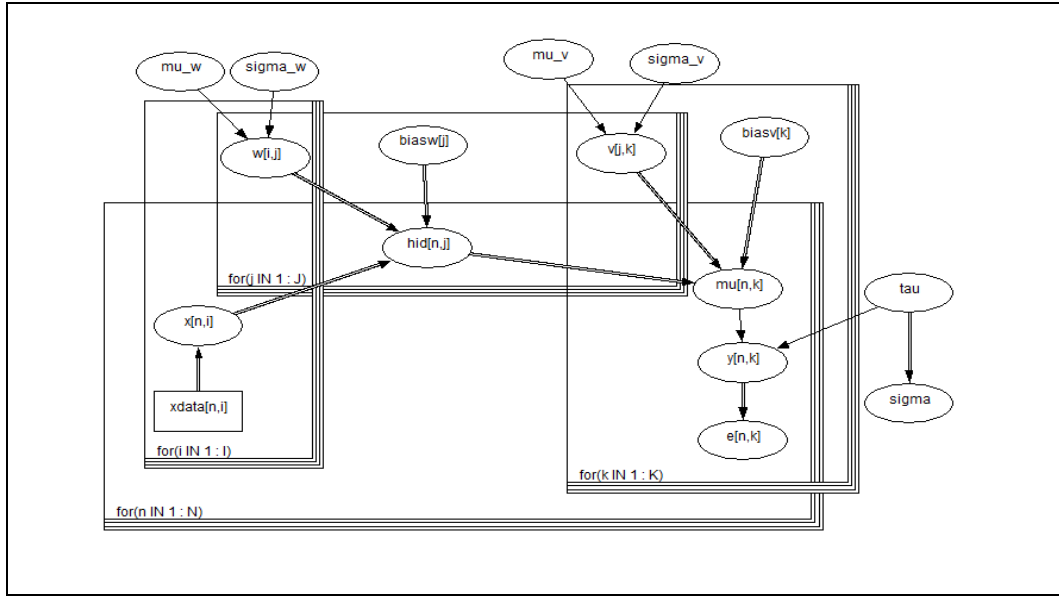 mu_w
sigma_w
mu_v
sigma_v
w[i,j]
biasw[j]
v[j,k]
biasv[k]
hid[n,j]
for(j IN 1 : J)
mu[n,k]
tau
x[n,i]
y[n,k]
xdata[n,i]
sigma
e[n,k]
for(i IN 1 : I)
for(k IN 1 : K)
for(n IN 1 : N)